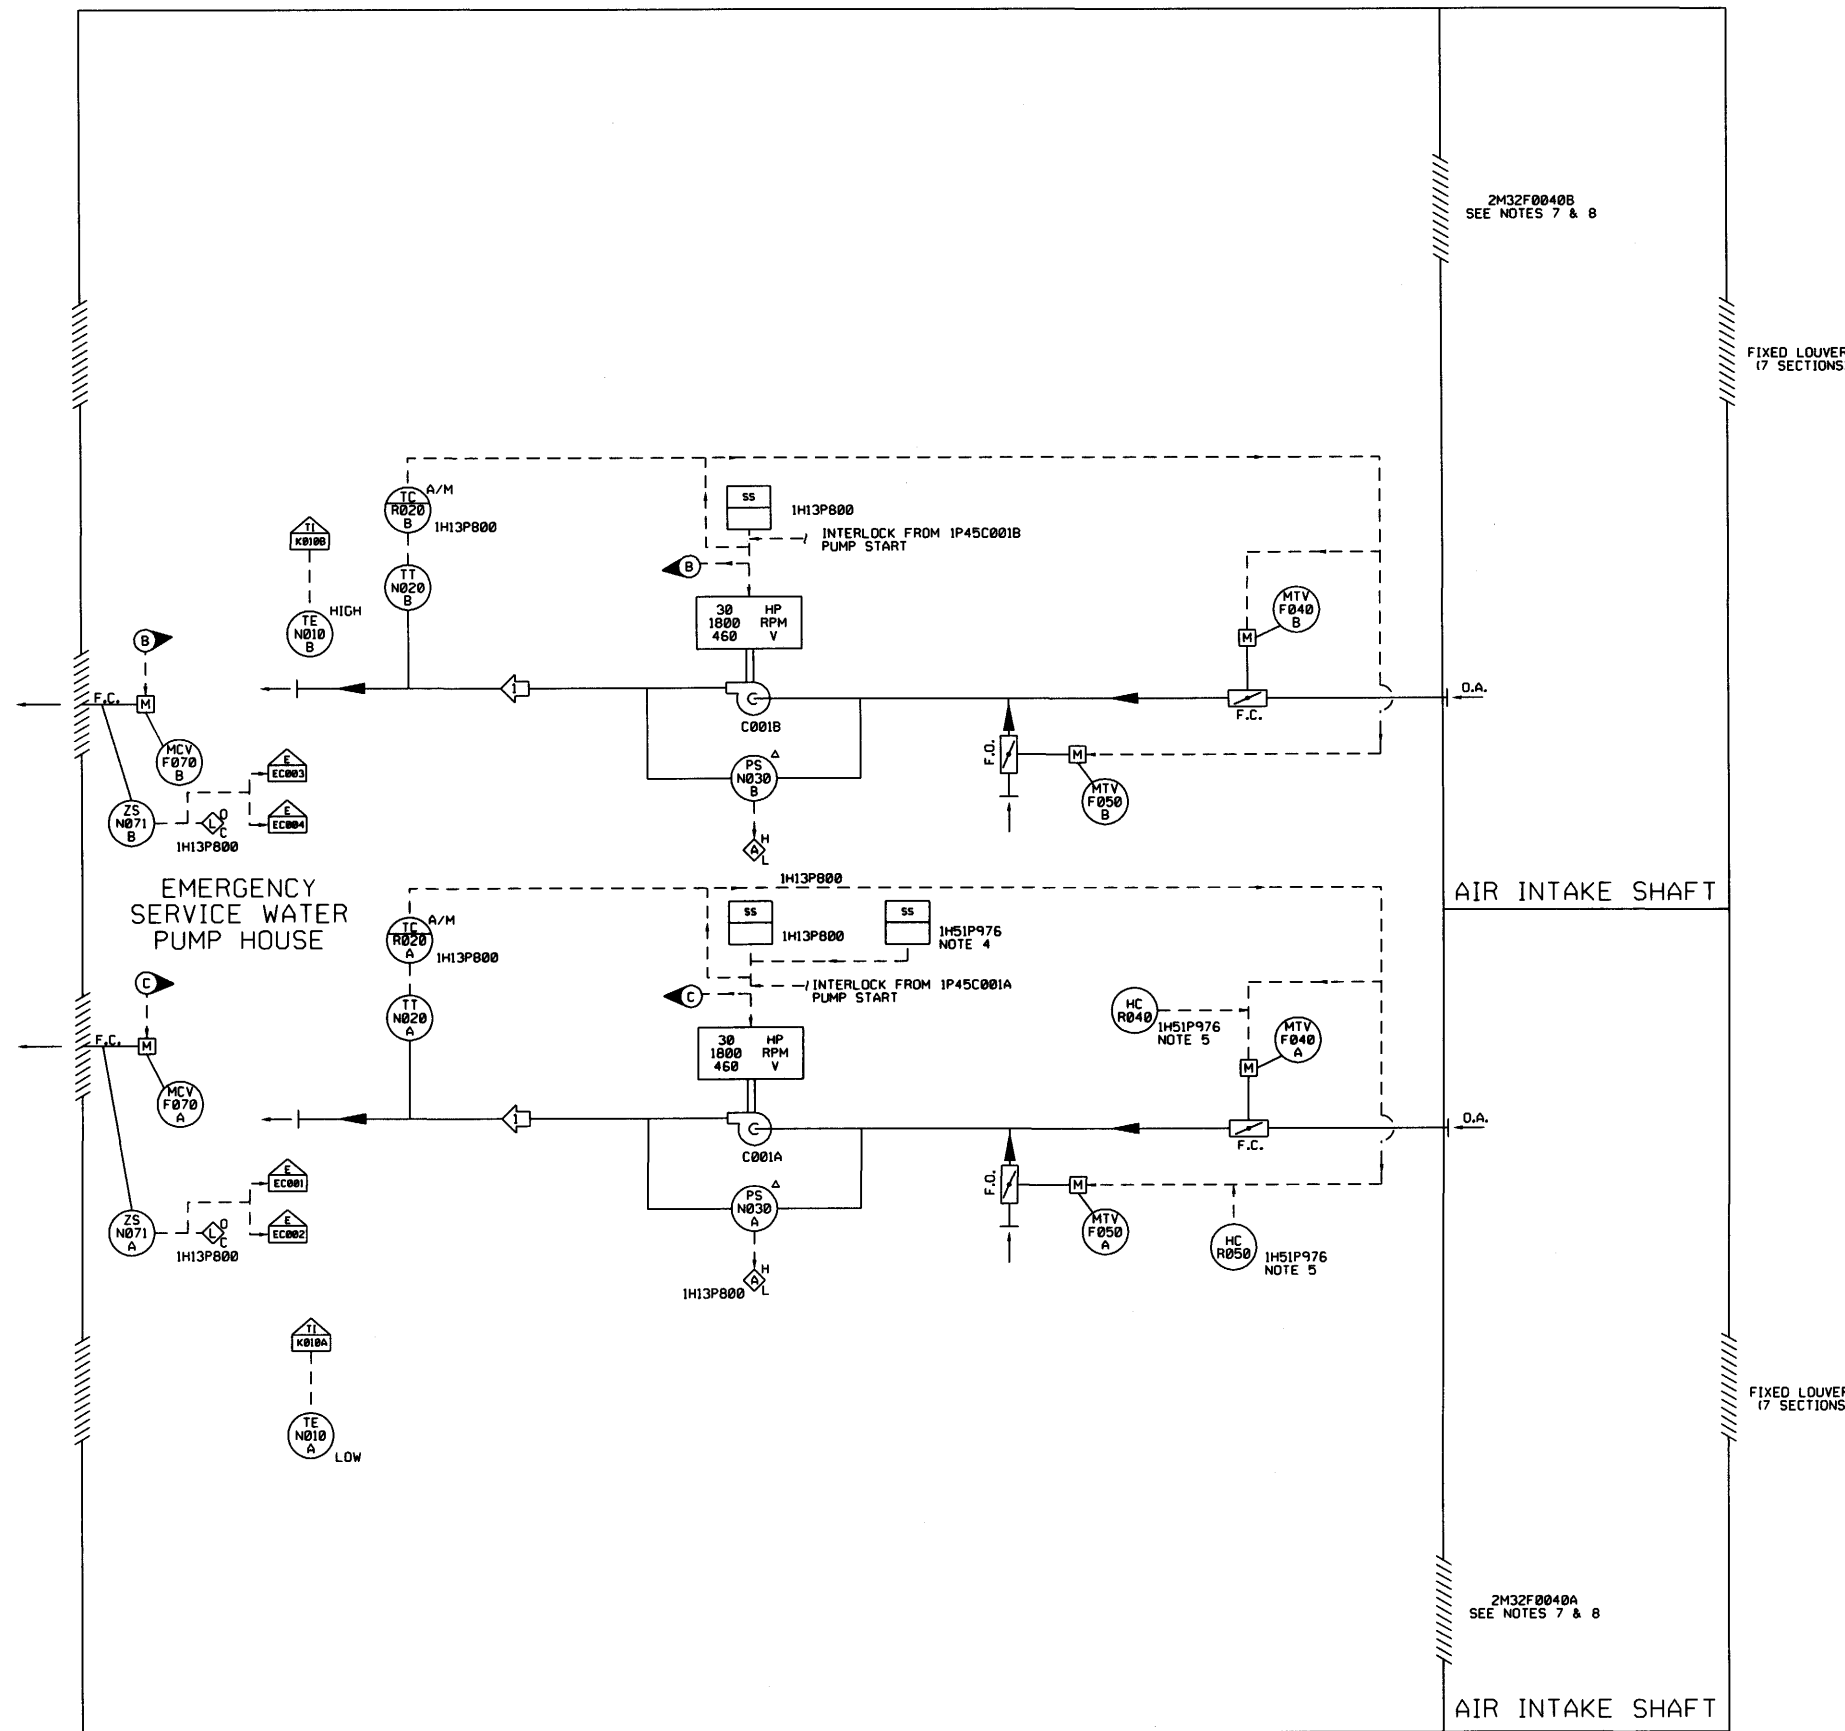 2M32F0040B
SEE NOTES 7 & 8
FIXED LOUVER
(7 SECTIONS
TC
R020
B
A/M
1H13P800
SS
1H13P800
INTERLOCK FROM 1P45C001B
PUMP START
TI
K010B
B
TT
N020
B
HIGH
TE
N010
B
30 HP
1800 RPM
460 V
MTV
F040
B
M
B
F.C.
M
1
C
C001B
F.C.
O.A.
MCV
F070
B
E
EC003
PS
N030
B
F.O.
M
MTV
F050
B
ZS
N071
B
L
O
C
E
EC004
1H13P800
A
H
L
1H13P800
EMERGENCY
SERVICE WATER
PUMP HOUSE
AIR INTAKE SHAFT
TC
R020
A
A/M
1H13P800
SS
1H13P800
SS
1H51P976
NOTE 4
INTERLOCK FROM 1P45C001A
PUMP START
C
C
TT
N020
A
HC
R040
1H51P976
NOTE 5
MTV
F040
A
M
30 HP
1800 RPM
460 V
F.C.
M
MCV
F070
A
1
C
C001A
F.C.
O.A.
E
EC001
PS
N030
A
F.O.
M
MTV
F050
A
HC
R050
1H51P976
NOTE 5
ZS
N071
A
L
O
C
E
EC002
1H13P800
A
H
L
1H13P800
TI
K010A
TE
N010
A
LOW
FIXED LOUVER
(7 SECTIONS
2M32F0040A
SEE NOTES 7 & 8
AIR INTAKE SHAFT